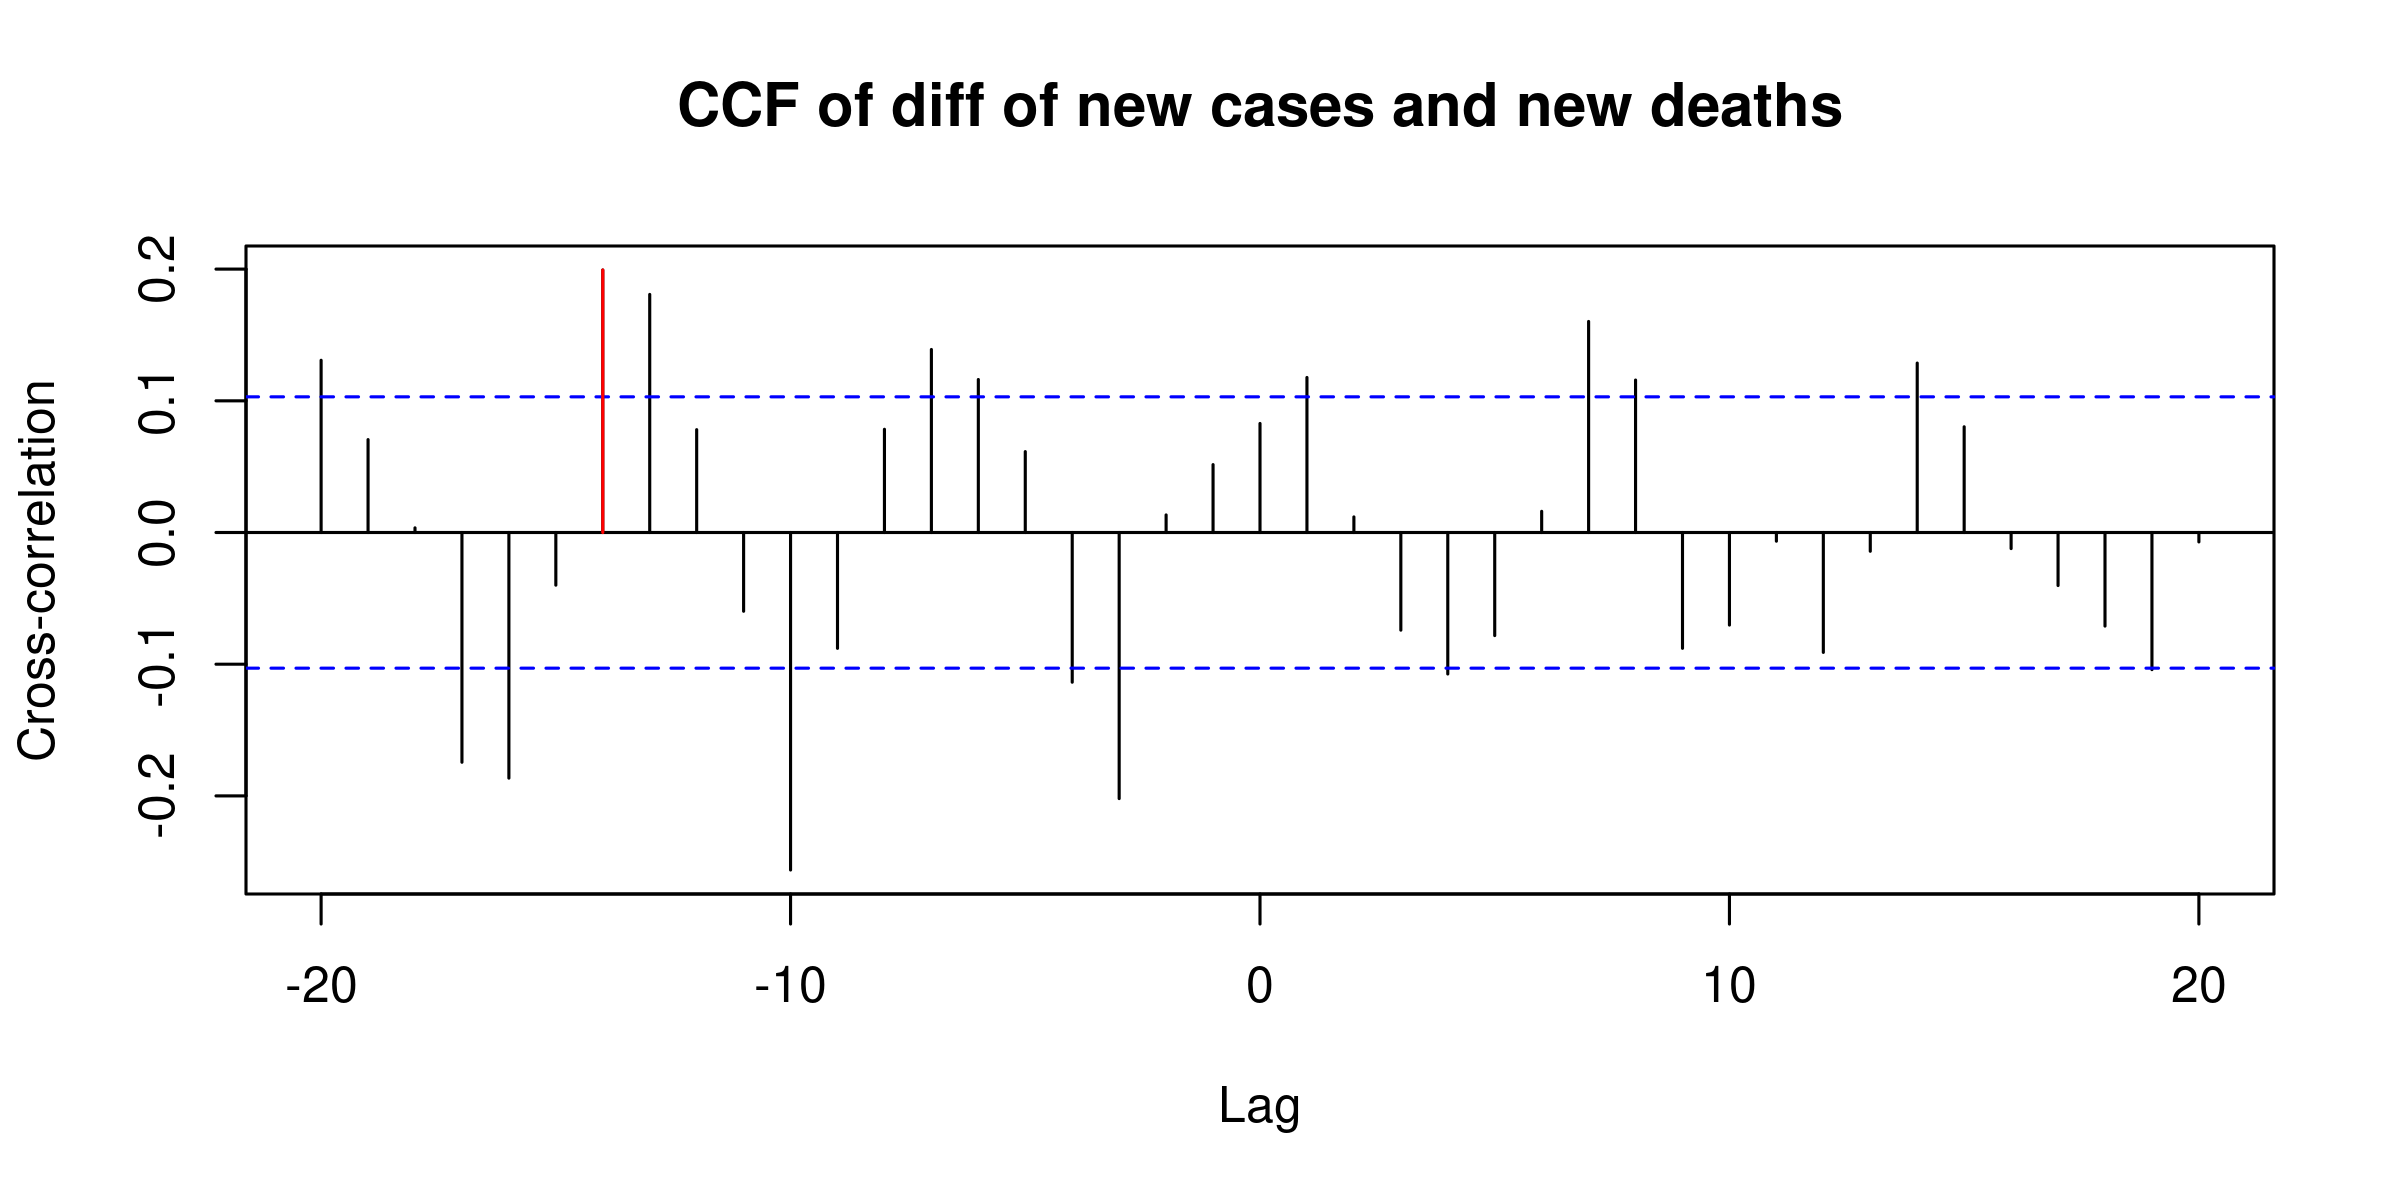 CCF of diff of new cases and new deaths
Cross-correlation
0.2
0.1
0.0
-0.1
-0.2
-20 -10 0 10 20
Lag